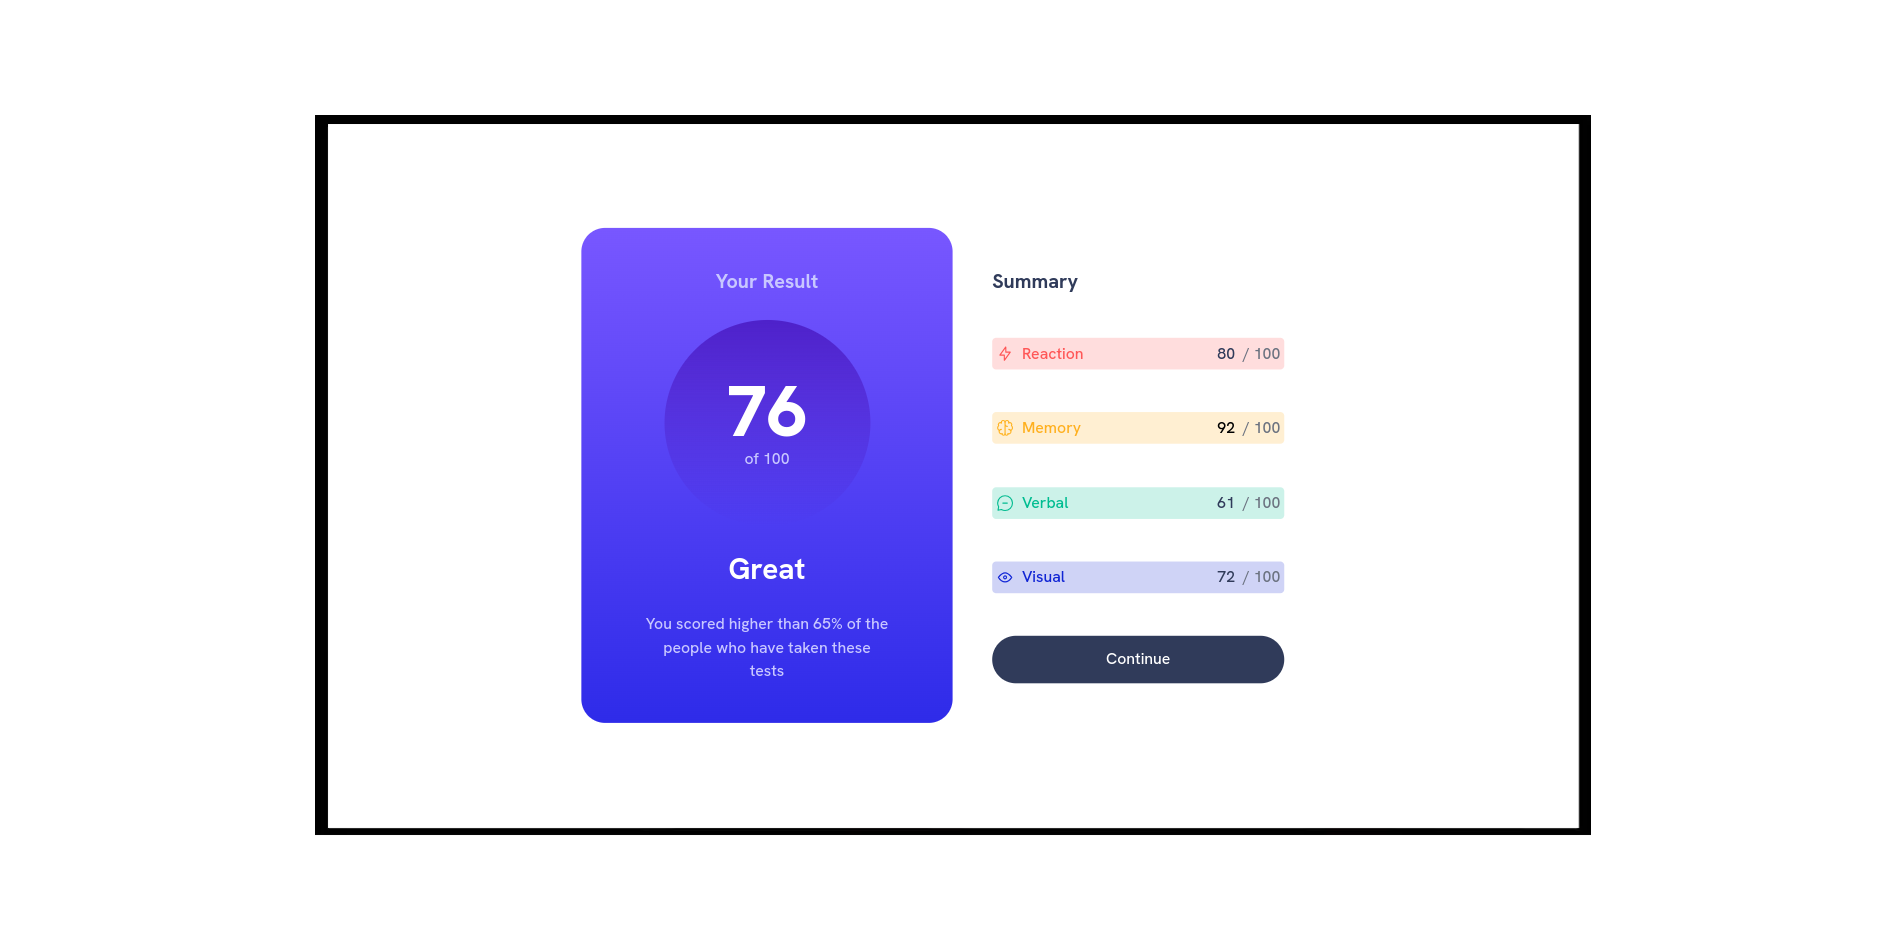 Your Result
76
of 100
Great
You scored higher than 65% of the
people who have taken these
tests
Summary
Reaction 80 / 100
Memory 92 / 100
Verbal 61 / 100
Visual 72 / 100
Continue